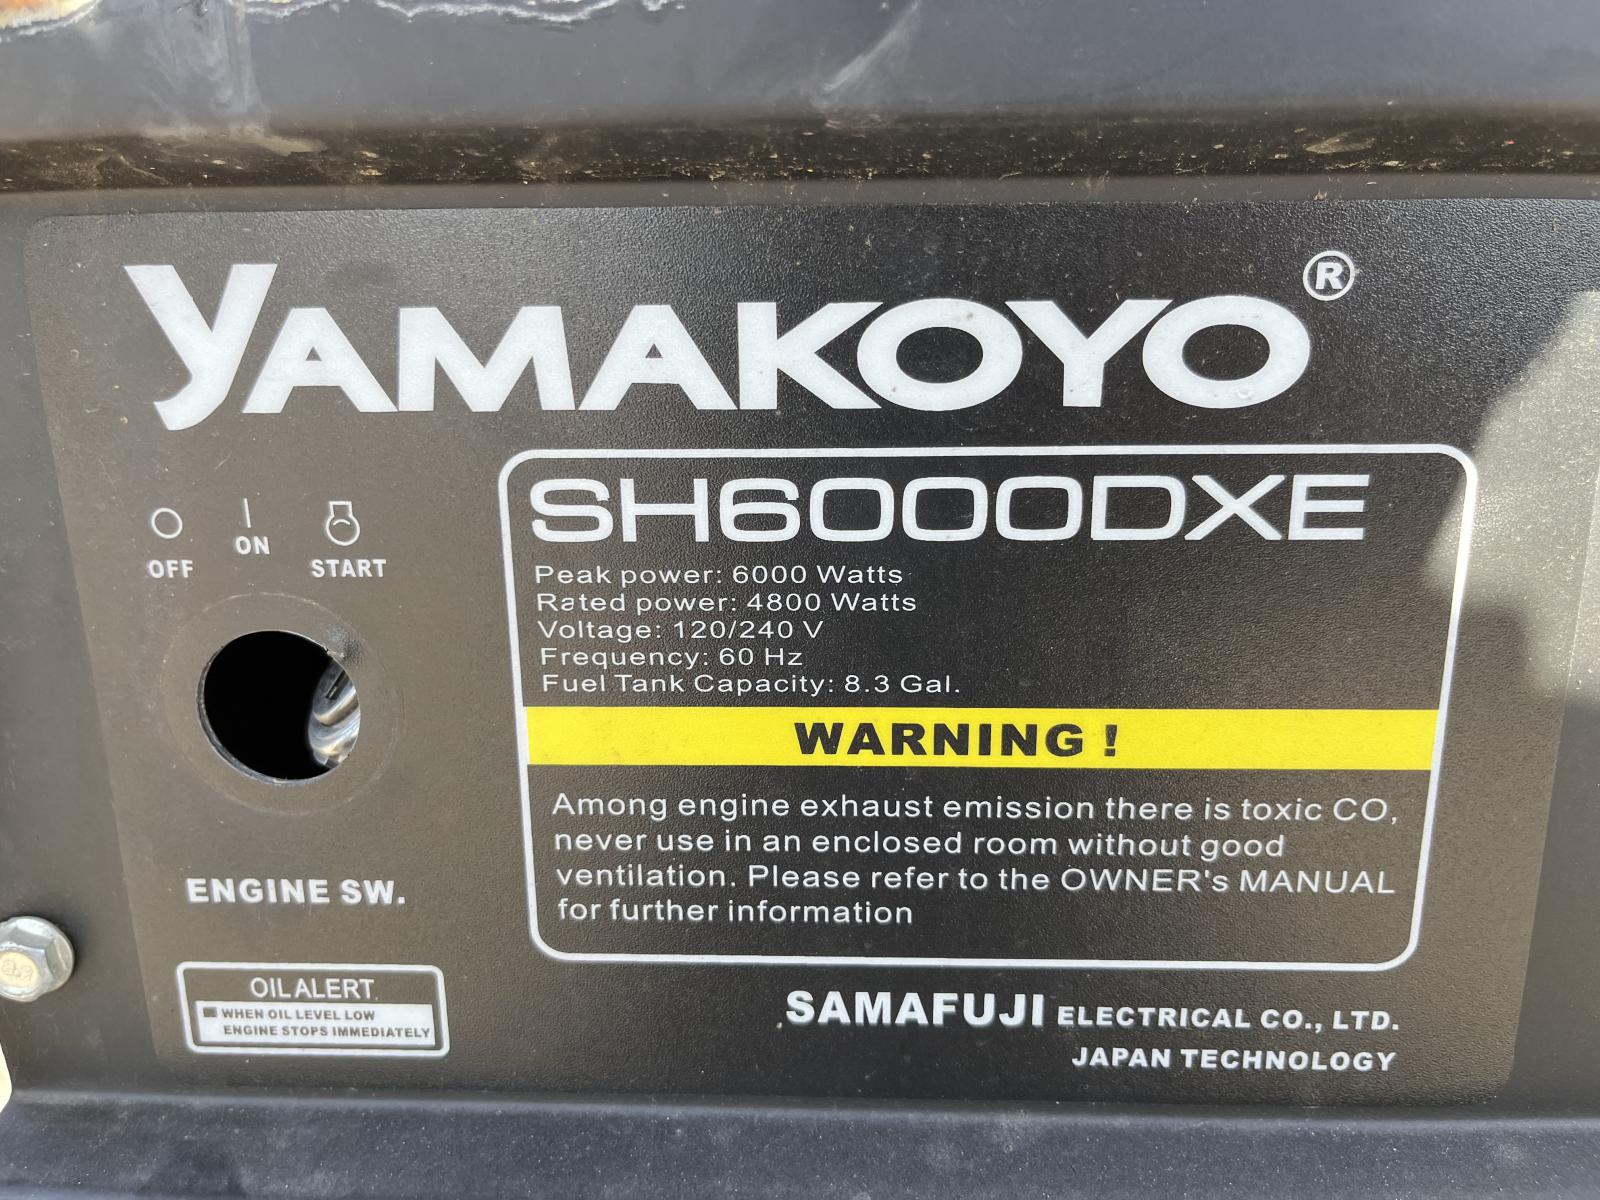 YAMAKOYO®
SH6000DXE
Peak power: 6000 Watts
Rated power: 4800 Watts
Voltage: 120/240 V
Frequency: 60 Hz
Fuel Tank Capacity: 8.3 Gal.
WARNING !
Among engine exhaust emission there is toxic CO,
never use in an enclosed room without good
ventilation. Please refer to the OWNER's MANUAL
for further information
OFF
ON
START
ENGINE SW.
OIL ALERT
WHEN OIL LEVEL LOW
ENGINE STOPS IMMEDIATELY
SAMAFUJI ELECTRICAL CO., LTD.
JAPAN TECHNOLOGY